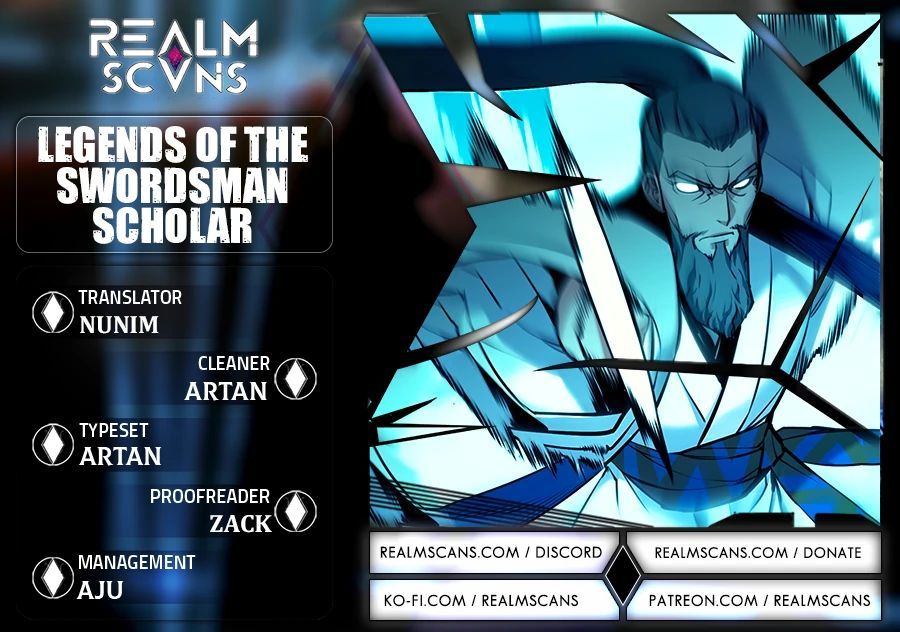 REALM
SCANS
LEGENDS OF THE
SWORDSMAN
SCHOLAR
TRANSLATOR
NUNIM
CLEANER
ARTAN
TYPESET
ARTAN
PROOFREADER
ZACK
MANAGEMENT
AJU
REALMSCANS.COM / DISCORD
REALMSCANS.COM / DONATE
KO-FI.COM / REALMSCANS
PATREON.COM / REALMSCANS